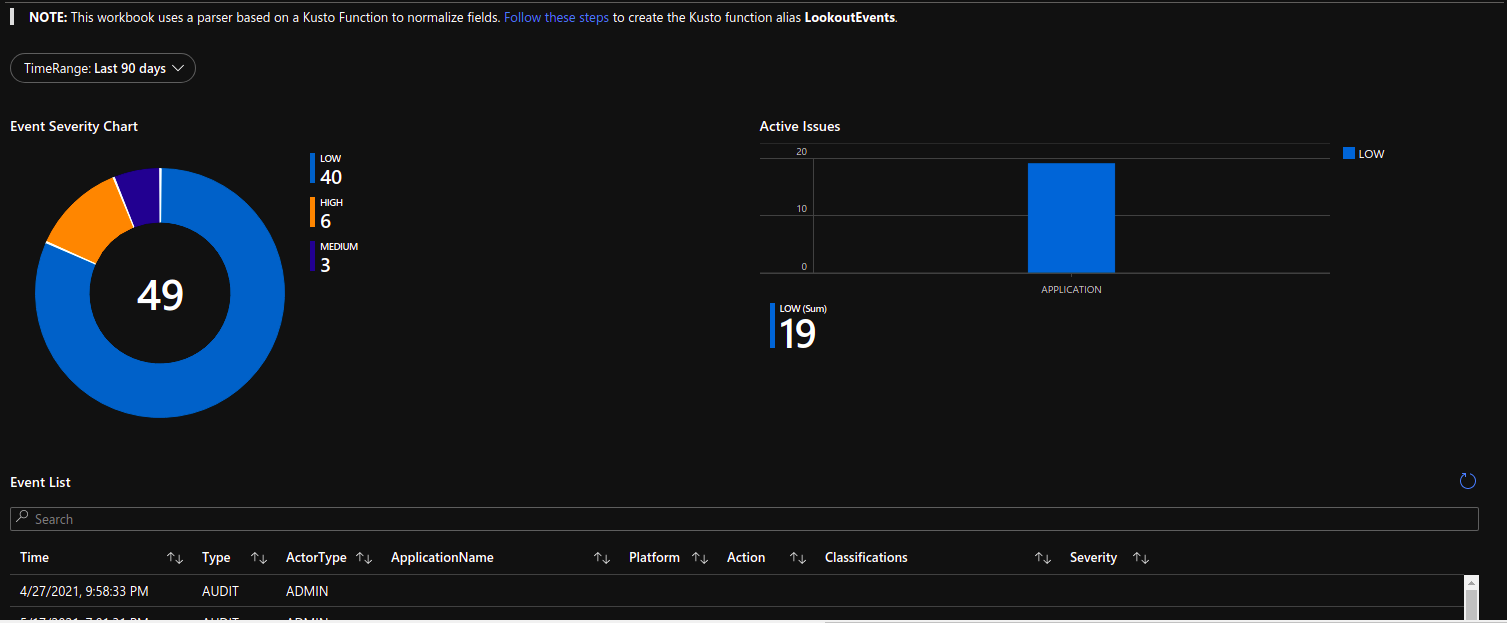 NOTE: This workbook uses a parser based on a Kusto Function to normalize fields. Follow these steps to create the Kusto function alias LookoutEvents.
TimeRange: Last 90 days
Event Severity Chart
LOW
40
HIGH
6
MEDIUM
3
49
Active Issues
20
10
0
APPLICATION
LOW
LOW (Sum)
19
Event List
Search
Time Type ActorType ApplicationName Platform Action Classifications Severity
4/27/2021, 9:58:33 PM AUDIT ADMIN
AUDIT ADMIN